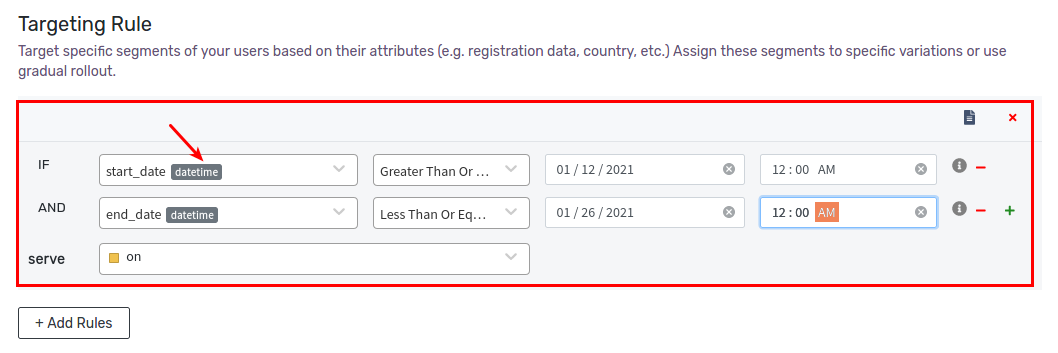 Targeting Rule
Target specific segments of your users based on their attributes (e.g. registration data, country, etc.) Assign these segments to specific variations or use
gradual rollout.
IF start_date datetime Greater Than Or ... 01 / 12 / 2021 12 : 00 AM
AND end_date datetime Less Than Or Eq... 01 / 26 / 2021 12 : 00 AM
serve on
+ Add Rules